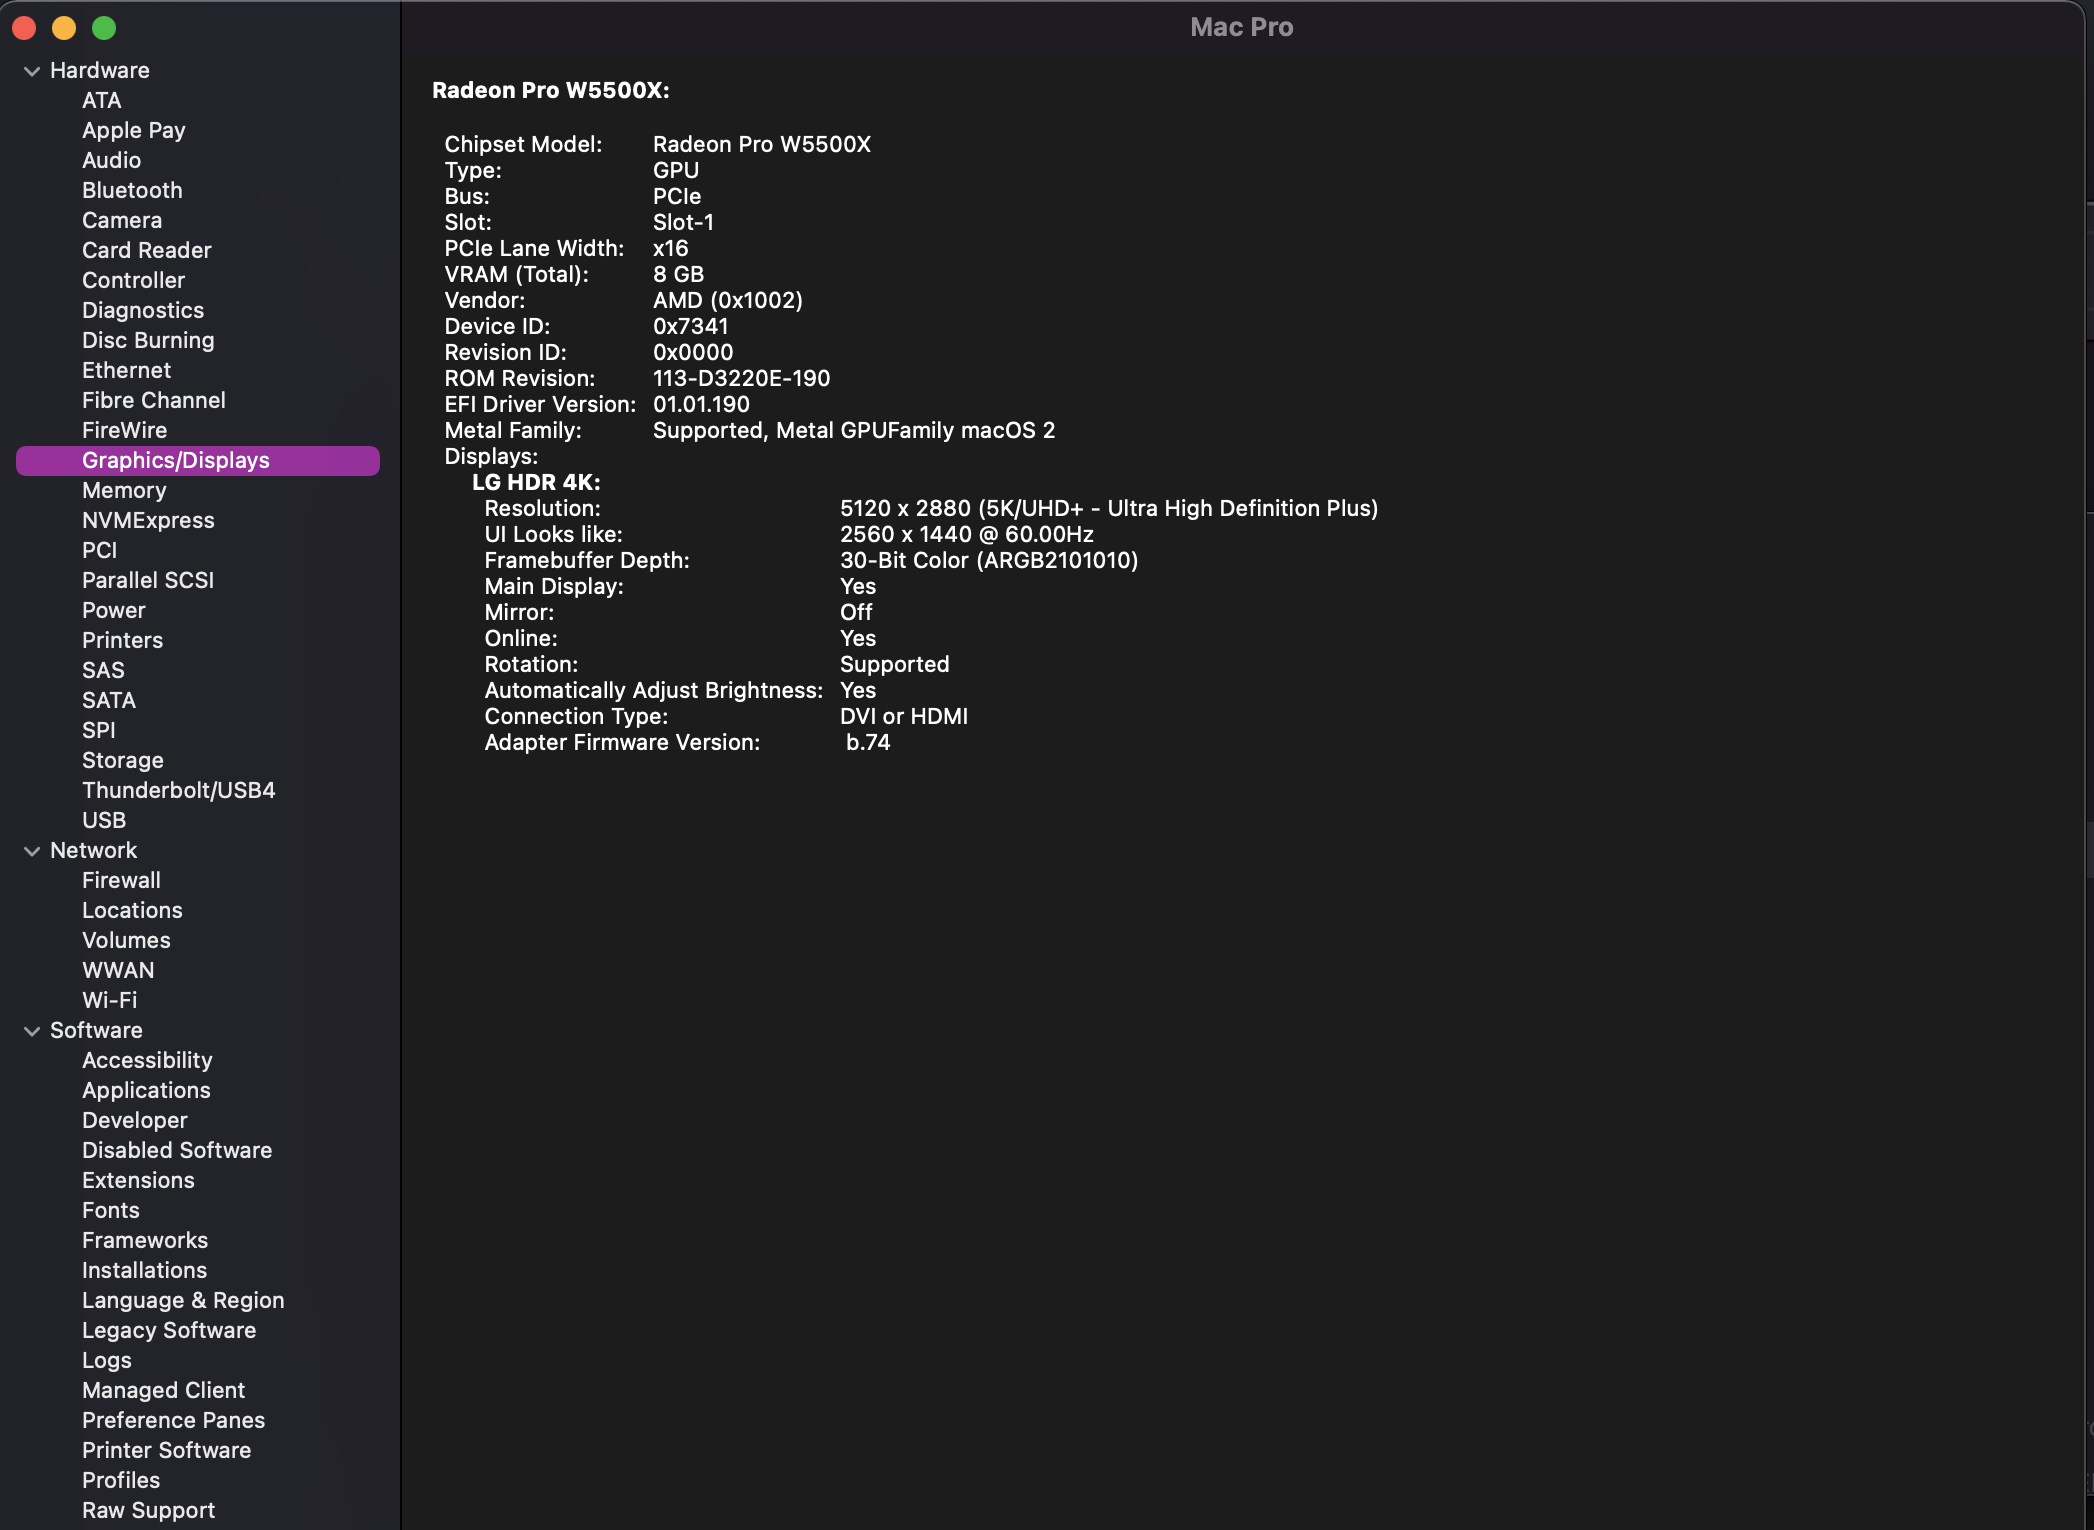 Mac Pro
Hardware
ATA
Apple Pay
Audio
Bluetooth
Camera
Card Reader
Controller
Diagnostics
Disc Burning
Ethernet
Fibre Channel
FireWire
Graphics/Displays
Memory
NVMExpress
PCI
Parallel SCSI
Power
Printers
SAS
SATA
SPI
Storage
Thunderbolt/USB4
USB
Network
Firewall
Locations
Volumes
WWAN
Wi-Fi
Software
Accessibility
Applications
Developer
Disabled Software
Extensions
Fonts
Frameworks
Installations
Language & Region
Legacy Software
Logs
Managed Client
Preference Panes
Printer Software
Profiles
Raw Support
Radeon Pro W5500X:
Chipset Model: Radeon Pro W5500X
Type: GPU
Bus: PCIe
Slot: Slot-1
PCIe Lane Width: x16
VRAM (Total): 8 GB
Vendor: AMD (0x1002)
Device ID: 0x7341
Revision ID: 0x0000
ROM Revision: 113-D3220E-190
EFI Driver Version: 01.01.190
Metal Family: Supported, Metal GPUFamily macOS 2
Displays:
LG HDR 4K:
Resolution: 5120 x 2880 (5K/UHD+ - Ultra High Definition Plus)
UI Looks like: 2560 x 1440 @ 60.00Hz
Framebuffer Depth: 30-Bit Color (ARGB2101010)
Main Display: Yes
Mirror: Off
Online: Yes
Rotation: Supported
Automatically Adjust Brightness: Yes
Connection Type: DVI or HDMI
Adapter Firmware Version: b.74